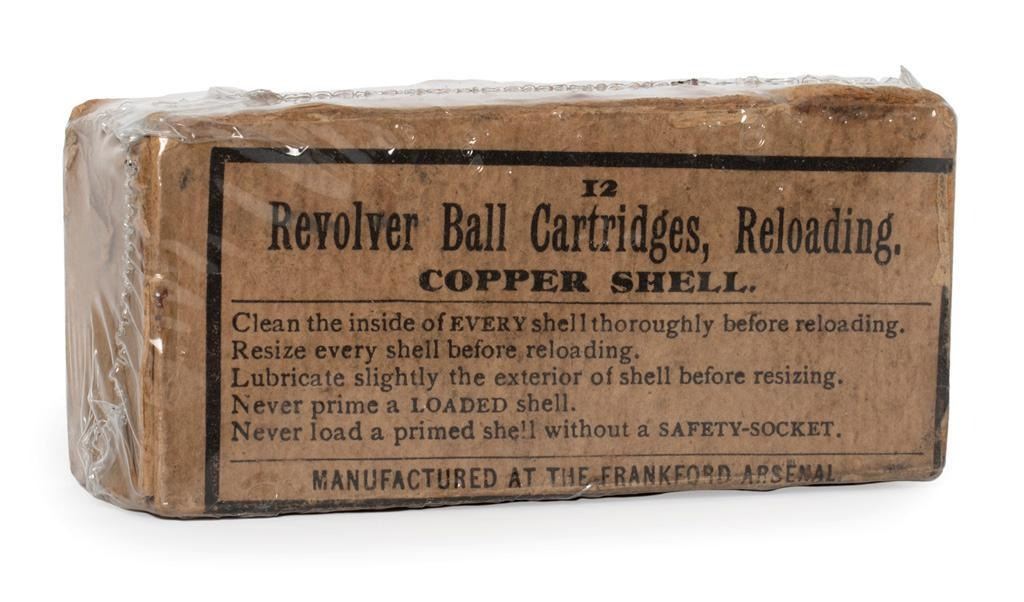 12
Revolver Ball Cartridges, Reloading.
COPPER SHELL.
Clean the inside of EVERY shell thoroughly before reloading.
Resize every shell before reloading.
Lubricate slightly the exterior of shell before resizing.
Never prime a LOADED shell.
Never load a primed shell without a SAFETY-SOCKET.
MANUFACTURED AT THE FRANKFORD ARSENAL.